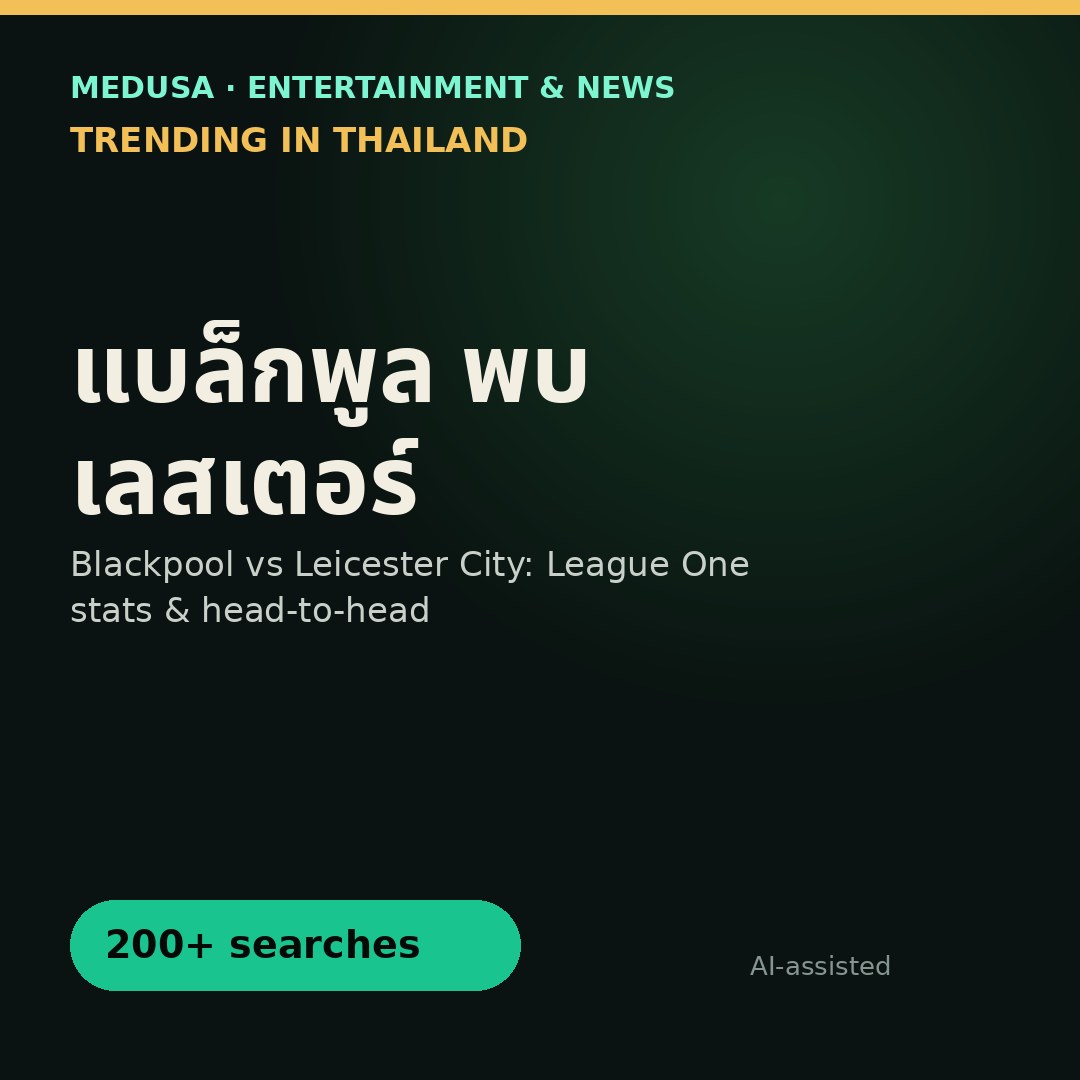 MEDUSA · ENTERTAINMENT & NEWS
TRENDING IN THAILAND
แบล็กพูล พบ
เลสเตอร์
Blackpool vs Leicester City: League One
stats & head-to-head
200+ searches
AI-assisted